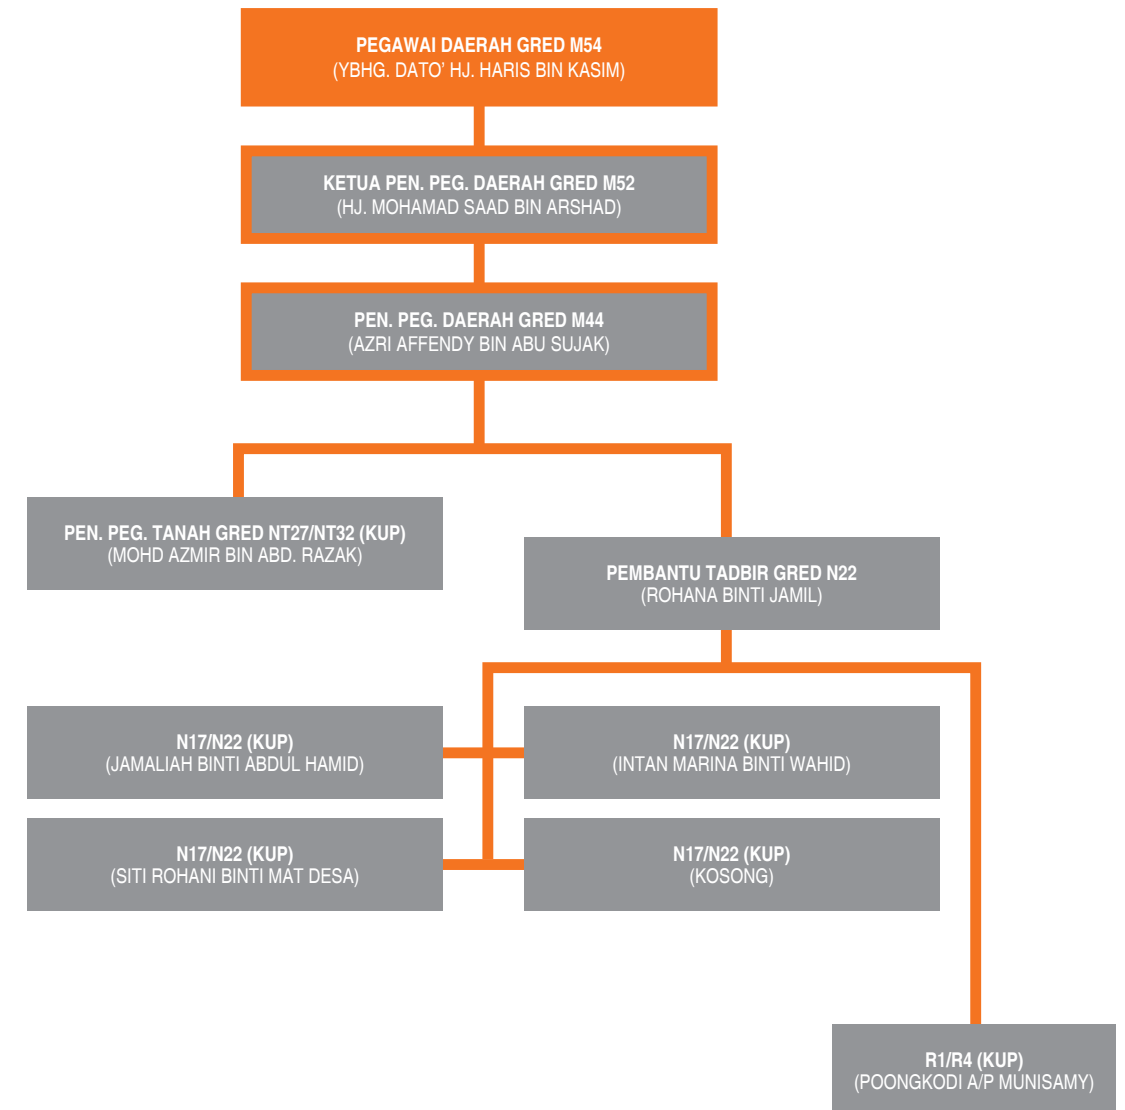 PEGAWAI DAERAH GRED M54
(YBHG. DATO' HJ. HARIS BIN KASIM)
KETUA PEN. PEG. DAERAH GRED M52
(HJ. MOHAMAD SAAD BIN ARSHAD)
PEN. PEG. DAERAH GRED M44
(AZRI AFFENDY BIN ABU SUJAK)
PEN. PEG. TANAH GRED NT27/NT32 (KUP)
(MOHD AZMIR BIN ABD. RAZAK)
PEMBANTU TADBIR GRED N22
(ROHANA BINTI JAMIL)
N17/N22 (KUP)
(JAMALIAH BINTI ABDUL HAMID)
N17/N22 (KUP)
(INTAN MARINA BINTI WAHID)
N17/N22 (KUP)
(SITI ROHANI BINTI MAT DESA)
N17/N22 (KUP)
(KOSONG)
R1/R4 (KUP)
(POONGKODI A/P MUNISAMY)